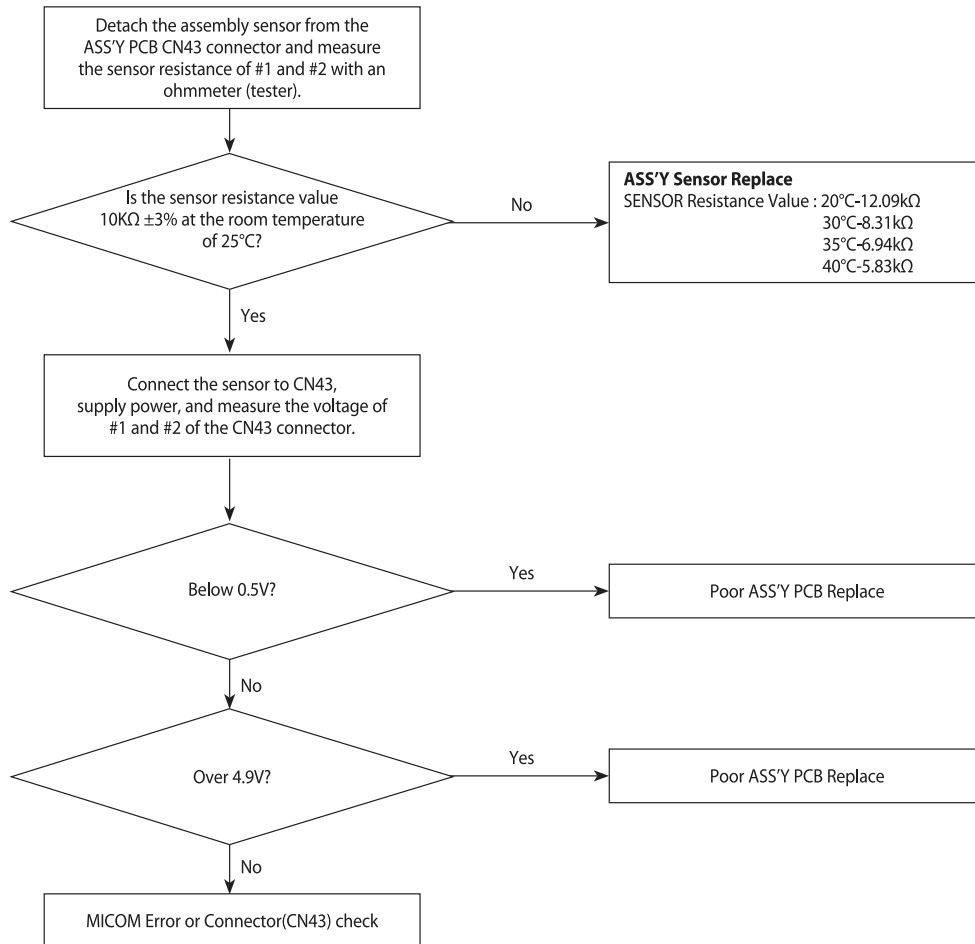 Detach the assembly sensor from the
ASS'Y PCB CN43 connector and measure
the sensor resistance of #1 and #2 with an
ohmmeter (tester).
Is the sensor resistance value
10KΩ ±3% at the room temperature
of 25°C?
No
ASS'Y Sensor Replace
SENSOR Resistance Value : 20°C-12.09kΩ
30°C-8.31kΩ
35°C-6.94kΩ
40°C-5.83kΩ
Yes
Connect the sensor to CN43,
supply power, and measure the voltage of
#1 and #2 of the CN43 connector.
Below 0.5V?
Yes
Poor ASS'Y PCB Replace
No
Over 4.9V?
Yes
Poor ASS'Y PCB Replace
No
MICOM Error or Connector(CN43) check